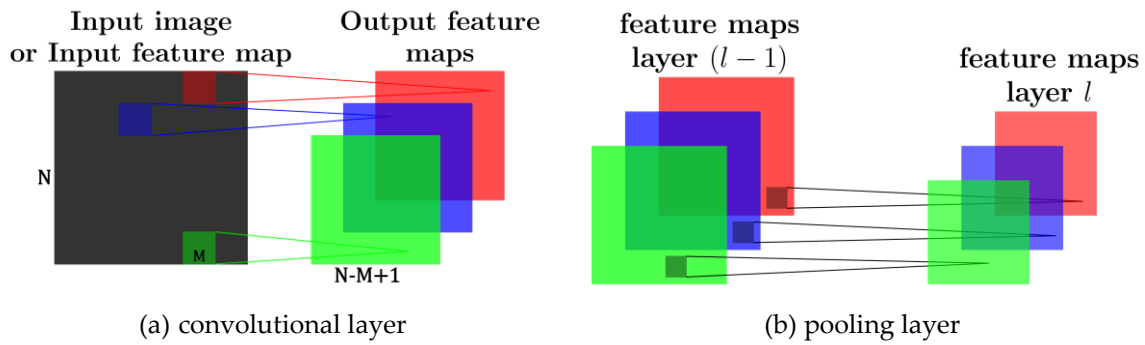 Input image
or Input feature map
Output feature
maps
N
M
N-M+1
(a) convolutional layer
feature maps
layer (l − 1)
feature maps
layer l
(b) pooling layer